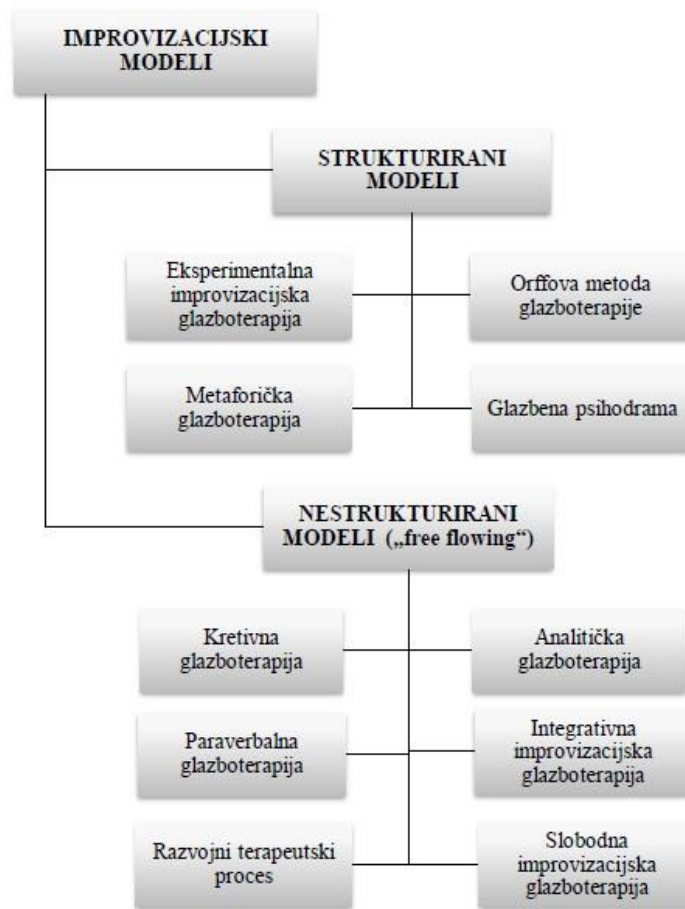 IMPROVIZACIJSKI
MODELI
STRUKTURIRANI
MODELI
Eksperimentalna
improvizacijska
glazboterapija
Orffova metoda
glazboterapije
Metaforička
glazboterapija
Glazbena psihodrama
NESTRUKTURIRANI
MODELI („free flowing“)
Kretivna
glazboterapija
Analitička
glazboterapija
Paraverbalna
glazboterapija
Integrativna
improvizacijska
glazboterapija
Razvojni terapeutski
proces
Slobodna
improvizacijska
glazboterapija